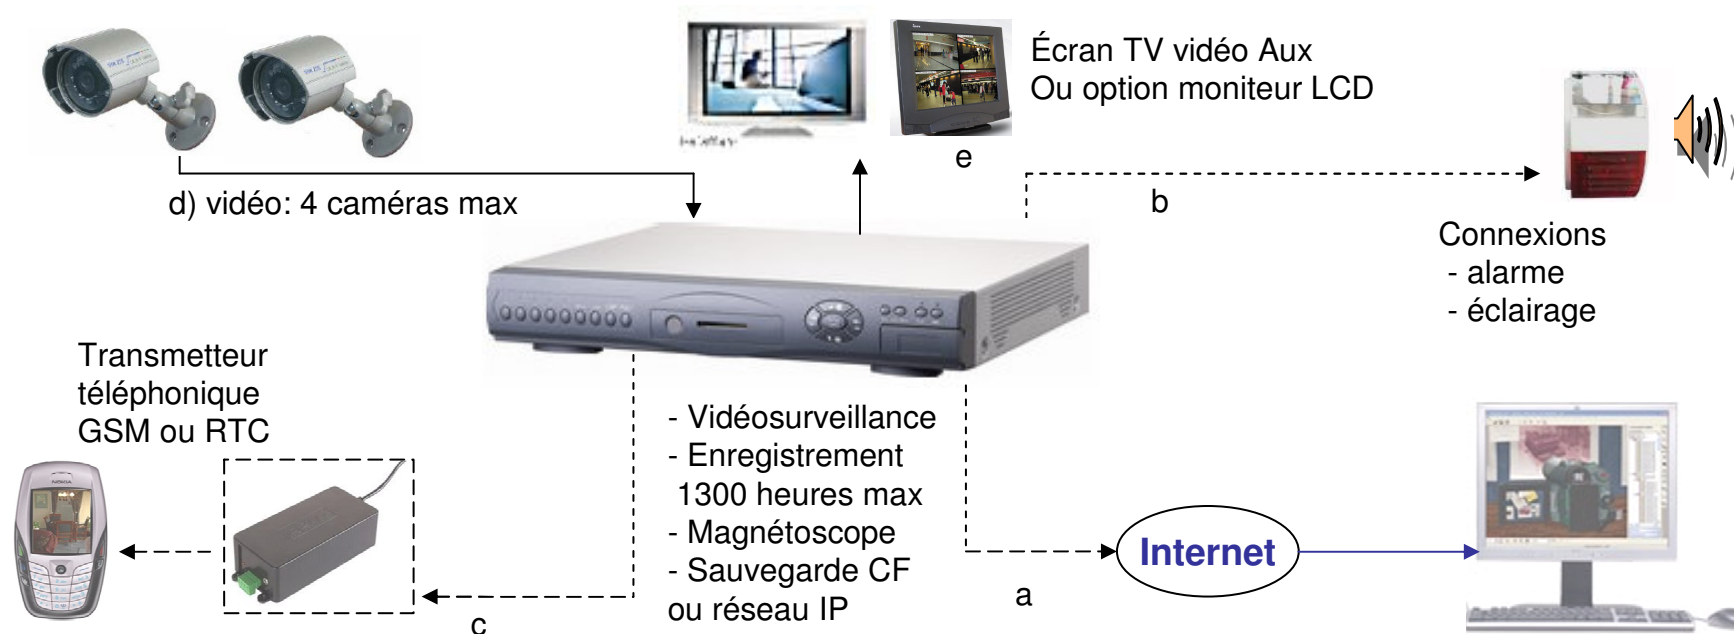 Écran TV vidéo Aux
Ou option moniteur LCD
e
d) vidéo: 4 caméras max
b
Connexions
- alarme
- éclairage
Transmetteur
téléphonique
GSM ou RTC
NOKIA
- Vidéosurveillance
- Enregistrement
1300 heures max
- Magnétoscope
- Sauvegarde CF
ou réseau IP
c
a
Internet